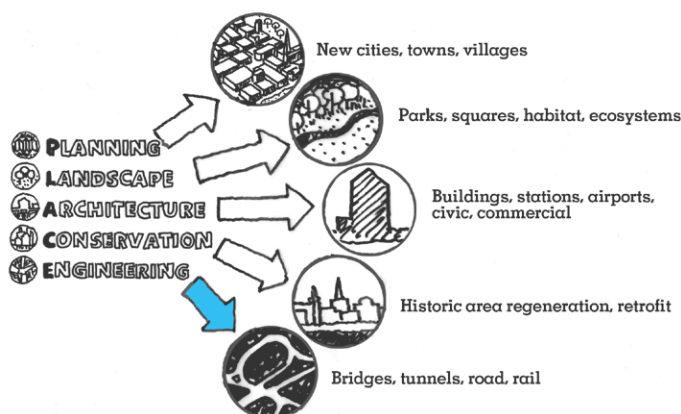 New cities, towns, villages
Parks, squares, habitat, ecosystems
PLANNING
LANDSCAPE
ARCHITECTURE
CONSERVATION
ENGINEERING
Buildings, stations, airports,
civic, commercial
Historic area regeneration, retrofit
Bridges, tunnels, road, rail